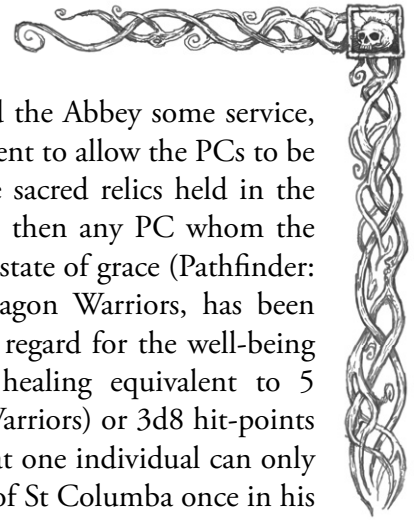 the Abbey some service,
ent to allow the PCs to be
sacred relics held in the
then any PC whom the
state of grace (Pathfinder:
agon Warriors, has been
regard for the well-being
healing equivalent to 5
arriors) or 3d8 hit-points
at one individual can only
of St Columba once in his